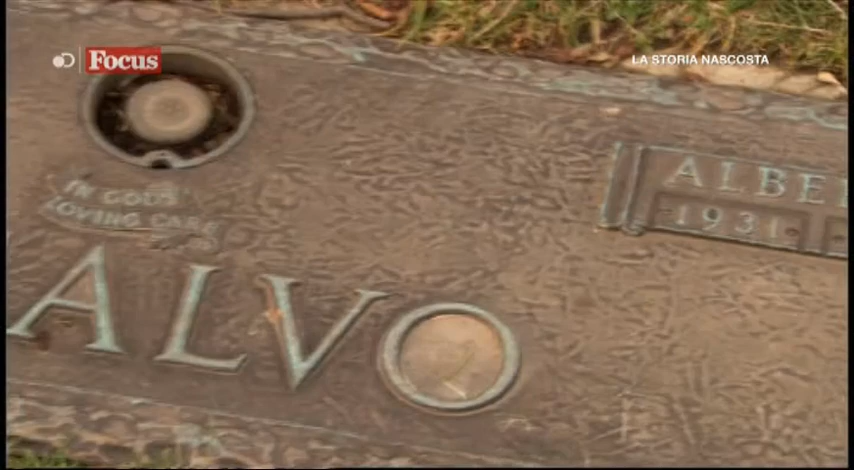 Focus
LA STORIA NASCOSTA
IN GOD'S
LOVING CARE
ALBE
1931
ALVO